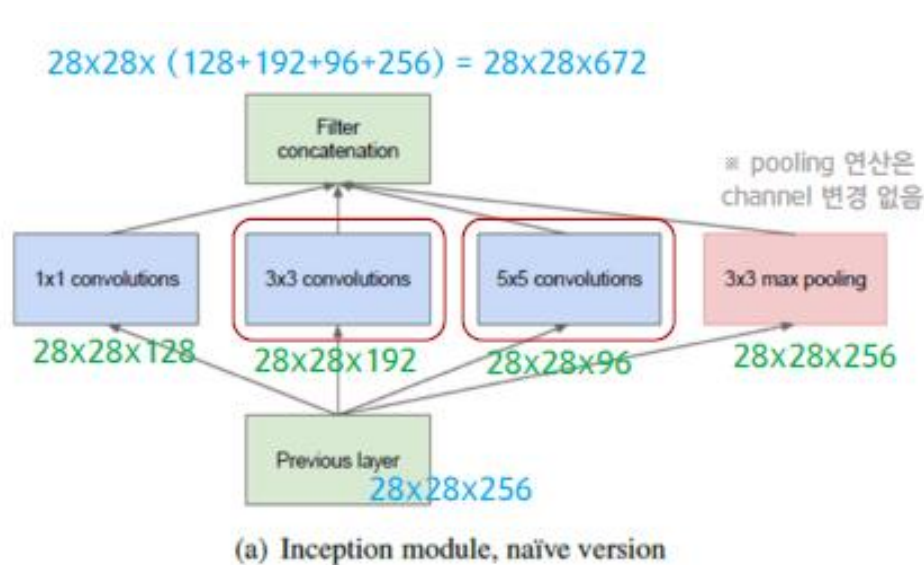 28x28x (128+192+96+256) = 28x28x672
Filter
concatenation
※ pooling 연산은
channel 변경 없음
1x1 convolutions
3x3 convolutions
5x5 convolutions
3x3 max pooling
28x28x128
28x28x192
28x28x96
28x28x256
Previous layer
28x28x256
(a) Inception module, naïve version